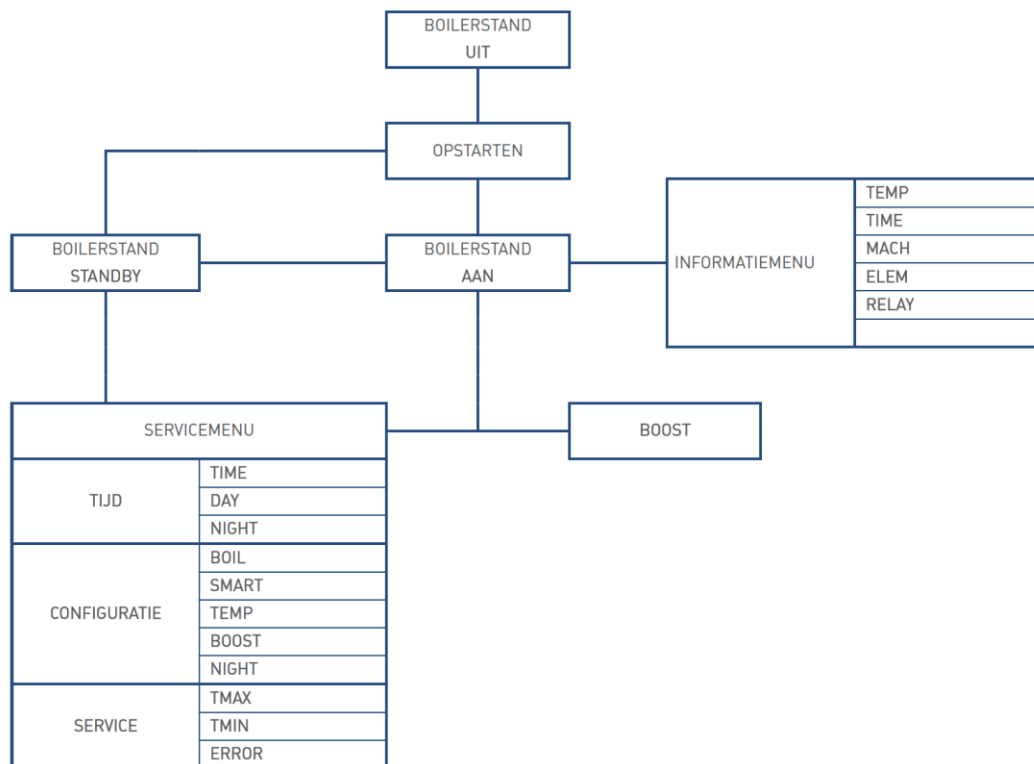 BOILERSTAND
UIT
OPSTARTEN
BOILERSTAND
STANDBY
BOILERSTAND
AAN
INFORMATIEMENU
TEMP
TIME
MACH
ELEM
RELAY
SERVICEMENU
BOOST
TIJD
TIME
DAY
NIGHT
CONFIGURATIE
BOIL
SMART
TEMP
BOOST
NIGHT
SERVICE
TMAX
TMIN
ERROR